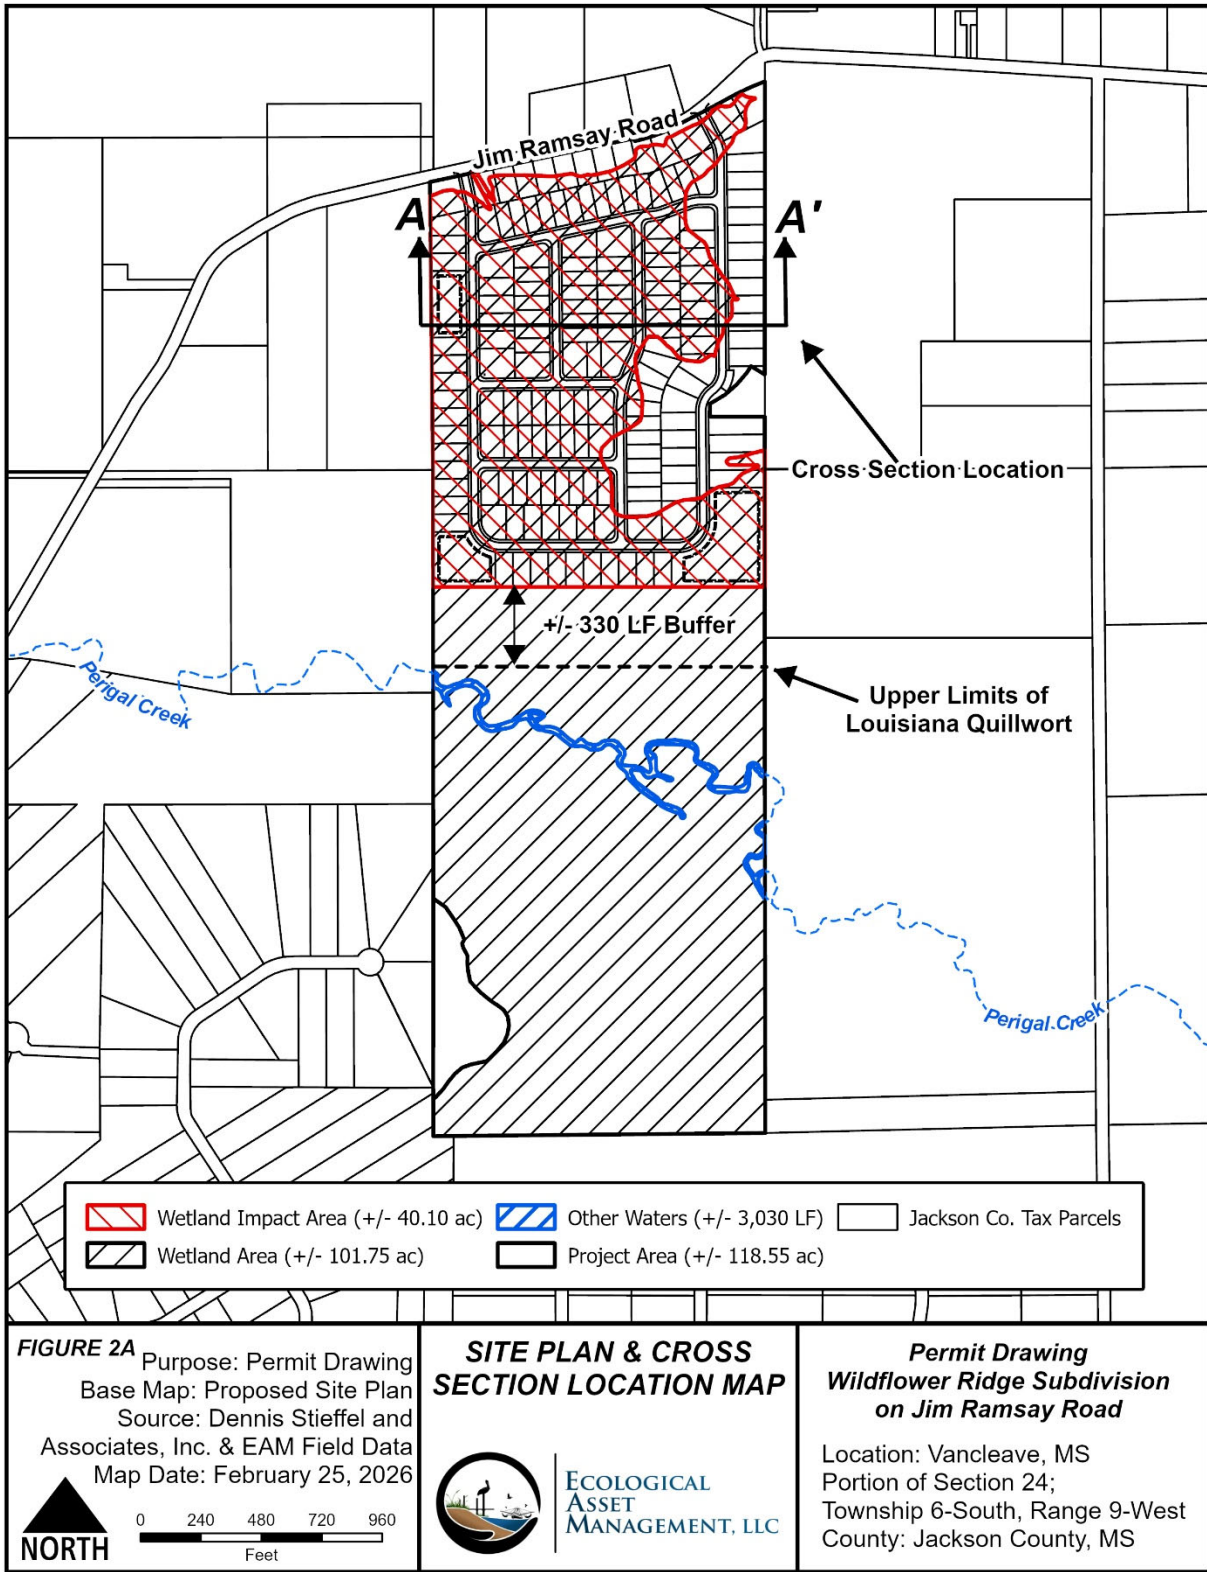 Jim Ramsay Road
A
A'
Cross Section Location
+/- 330 LF Buffer
Upper Limits of
Louisiana Quillwort
Perigal Creek
Perigal Creek
Wetland Impact Area (+/- 40.10 ac)
Other Waters (+/- 3,030 LF)
Jackson Co. Tax Parcels
Wetland Area (+/- 101.75 ac)
Project Area (+/- 118.55 ac)
FIGURE 2A
Purpose: Permit Drawing
Base Map: Proposed Site Plan
Source: Dennis Stieffel and
Associates, Inc. & EAM Field Data
Map Date: February 25, 2026
NORTH
0 240 480 720 960
Feet
SITE PLAN & CROSS
SECTION LOCATION MAP
ECOLOGICAL
ASSET
MANAGEMENT, LLC
Permit Drawing
Wildflower Ridge Subdivision
on Jim Ramsay Road
Location: Vancleave, MS
Portion of Section 24;
Township 6-South, Range 9-West
County: Jackson County, MS